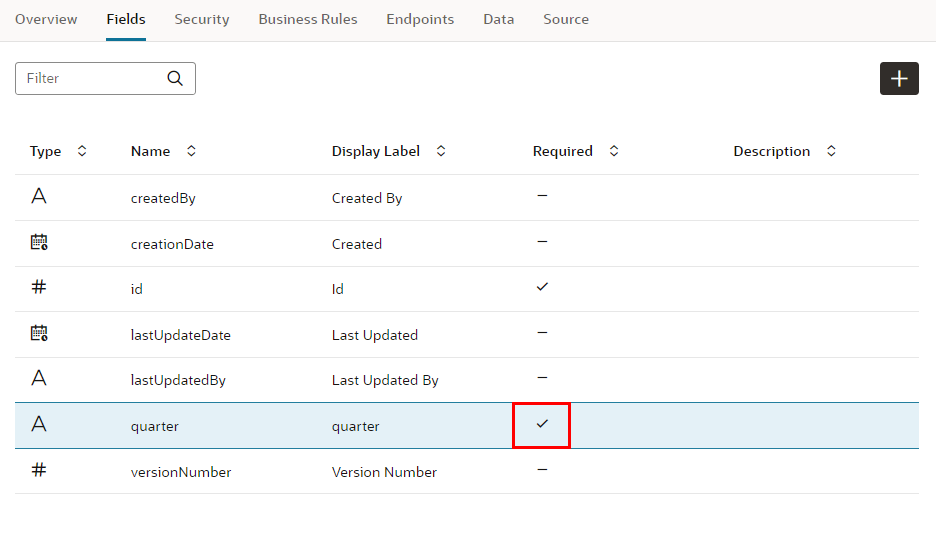 Overview Fields Security Business Rules Endpoints Data Source
Filter
Type Name Display Label Required Description
createdBy Created By
creationDate Created
id Id
lastUpdateDate Last Updated
lastUpdatedBy Last Updated By
quarter quarter
versionNumber Version Number